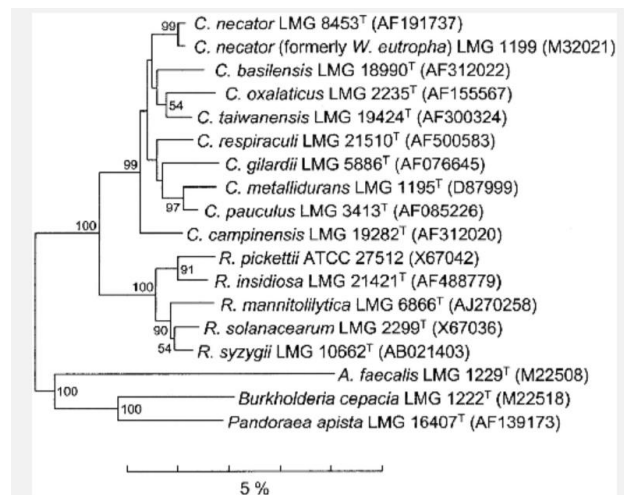 99 C. necator LMG 8453ᵀ (AF191737)
C. necator (formerly W. eutropha) LMG 1199 (M32021)
C. basilensis LMG 18990ᵀ (AF312022)
C. oxalaticus LMG 2235ᵀ (AF155567)
54
C. taiwanensis LMG 19424ᵀ (AF300324)
C. respiraculi LMG 21510ᵀ (AF500583)
99 C. gilardii LMG 5886ᵀ (AF076645)
C. metallidurans LMG 1195ᵀ (D87999)
97 C. pauculus LMG 3413ᵀ (AF085226)
100
C. campinensis LMG 19282ᵀ (AF312020)
R. pickettii ATCC 27512 (X67042)
91
100 R. insidiosa LMG 21421ᵀ (AF488779)
R. mannitolilytica LMG 6866ᵀ (AJ270258)
90 R. solanacearum LMG 2299ᵀ (X67036)
54 R. syzygii LMG 10662ᵀ (AB021403)
A. faecalis LMG 1229ᵀ (M22508)
100
Burkholderia cepacia LMG 1222ᵀ (M22518)
100
Pandoraea apista LMG 16407ᵀ (AF139173)
5 %